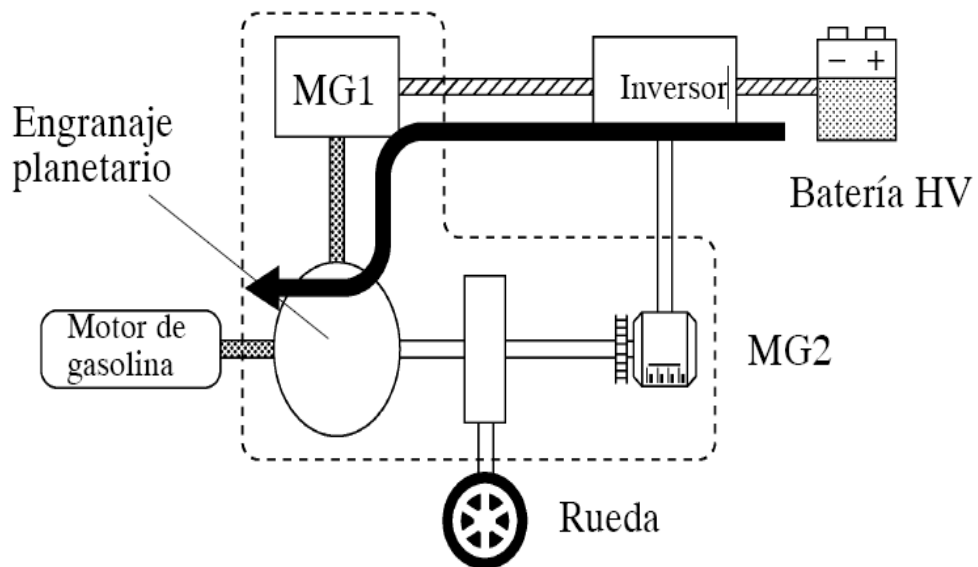 MG1
Inversor
− +
Engranaje
planetario
Batería HV
Motor de
gasolina
MG2
Rueda